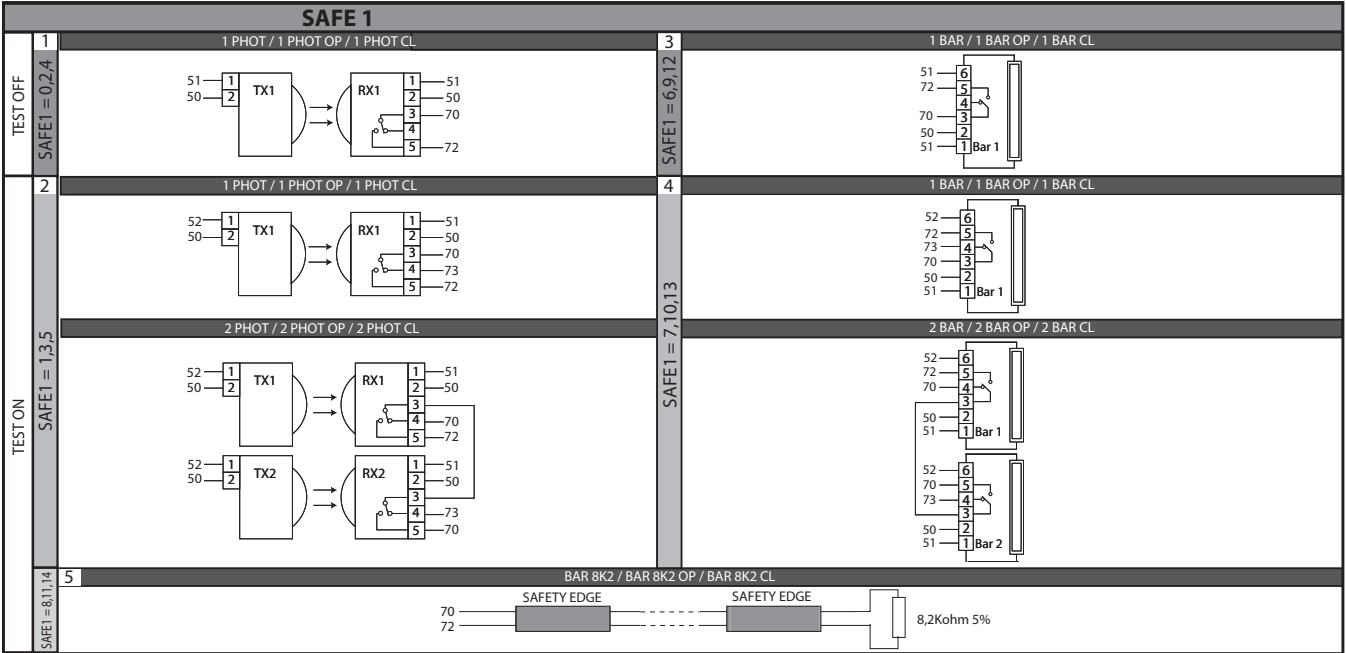 SAFE 1
TEST OFF
SAFE1 = 0,2,4
1
1 PHOT / 1 PHOT OP / 1 PHOT CL
51 1 TX1 RX1 1 51
50 2 2 50
3 70
4
5 72
SAFE1 = 6,9,12
3
1 BAR / 1 BAR OP / 1 BAR CL
51 6
72 5
4
70 3
50 2
51 1 Bar 1
TEST ON
SAFE1 = 1,3,5
2
1 PHOT / 1 PHOT OP / 1 PHOT CL
52 1 TX1 RX1 1 51
50 2 2 50
3 70
4 73
5 72
2 PHOT / 2 PHOT OP / 2 PHOT CL
52 1 TX1 RX1 1 51
50 2 2 50
3
4 70
5 72
52 1 TX2 RX2 1 51
50 2 2 50
3
4 73
5 70
SAFE1 = 7,10,13
4
1 BAR / 1 BAR OP / 1 BAR CL
52 6
72 5
73 4
70 3
50 2
51 1 Bar 1
2 BAR / 2 BAR OP / 2 BAR CL
52 6
72 5
70 4
3
50 2
51 1 Bar 1
52 6
70 5
73 4
3
50 2
51 1 Bar 2
SAFE1 = 8,11,14
5
BAR 8K2 / BAR 8K2 OP / BAR 8K2 CL
SAFETY EDGE SAFETY EDGE
70
72
8,2Kohm 5%